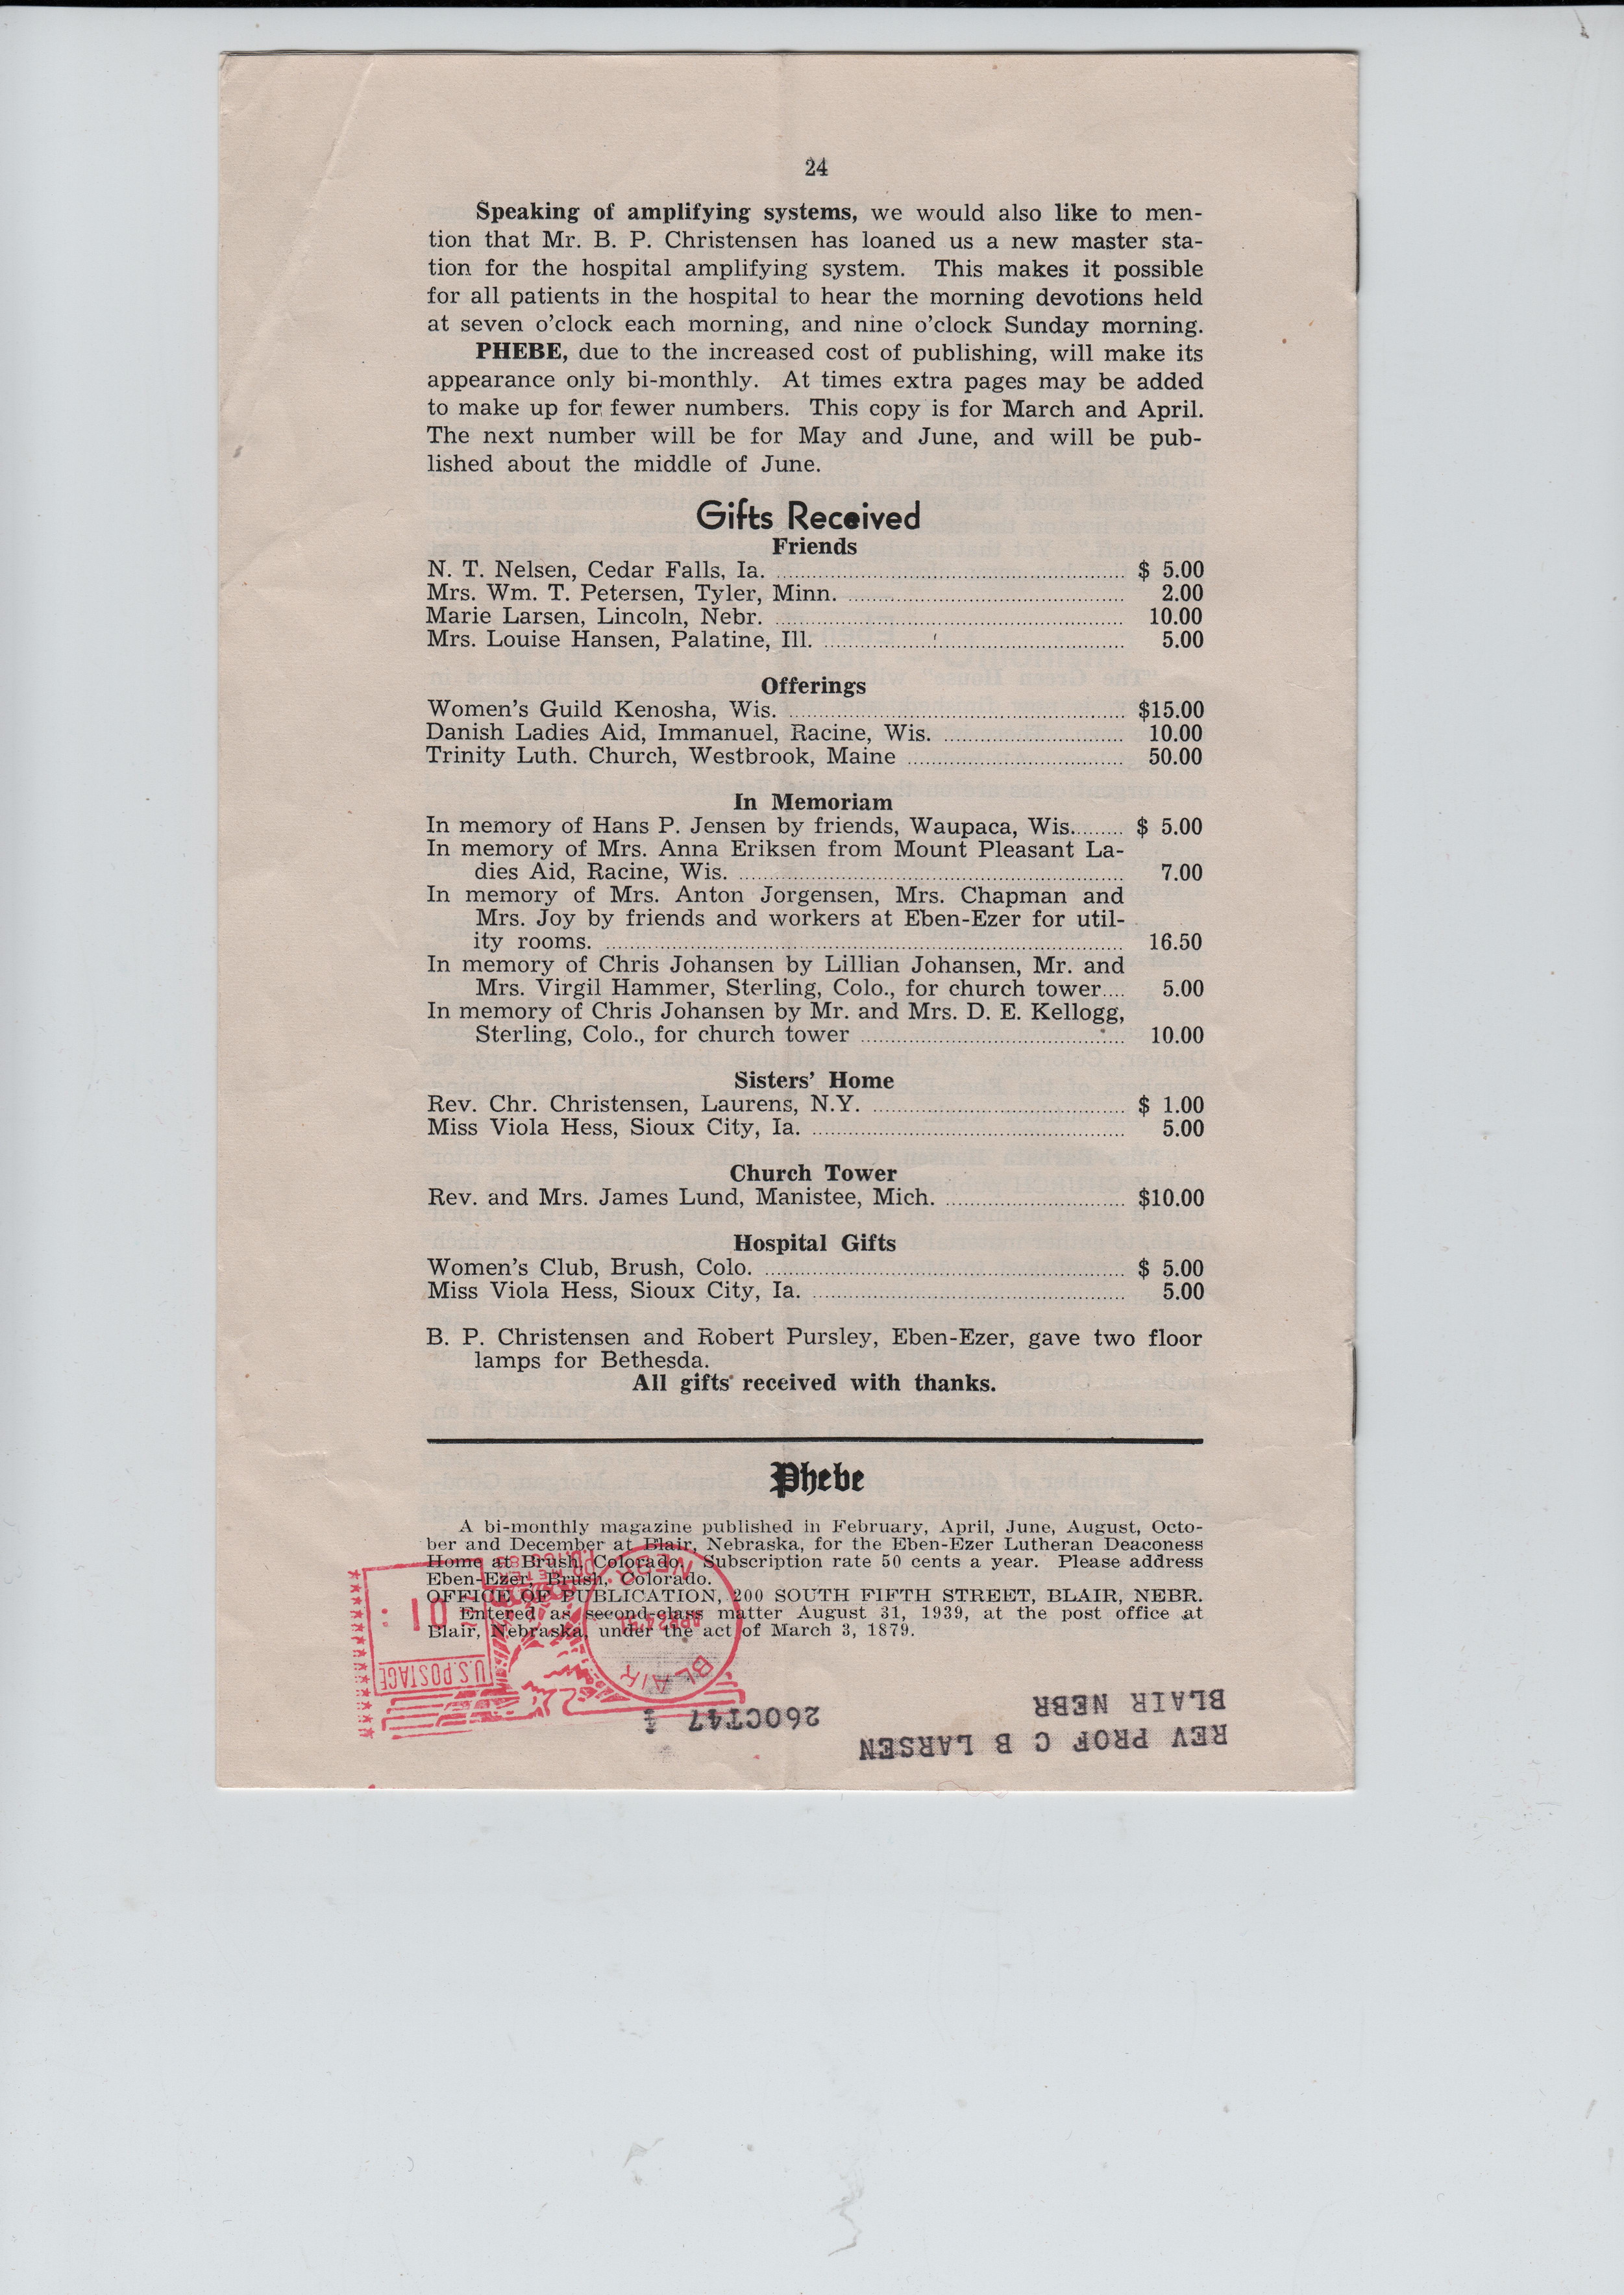 24
Speaking of amplifying systems, we would also like to men-
tion that Mr. B. P. Christensen has loaned us a new master sta-
tion for the hospital amplifying system. This makes it possible
for all patients in the hospital to hear the morning devotions held
at seven o'clock each morning, and nine o'clock Sunday morning.
PHEBE, due to the increased cost of publishing, will make its
appearance only bi-monthly. At times extra pages may be added
to make up for fewer numbers. This copy is for March and April.
The next number will be for May and June, and will be pub-
lished about the middle of June.
Gifts Received
Friends
N. T. Nelsen, Cedar Falls, Ia. $ 5.00
Mrs. Wm. T. Petersen, Tyler, Minn. 2.00
Marie Larsen, Lincoln, Nebr. 10.00
Mrs. Louise Hansen, Palatine, Ill. 5.00
Offerings
Women's Guild Kenosha, Wis. $15.00
Danish Ladies Aid, Immanuel, Racine, Wis. 10.00
Trinity Luth. Church, Westbrook, Maine 50.00
In Memoriam
In memory of Hans P. Jensen by friends, Waupaca, Wis. $ 5.00
In memory of Mrs. Anna Eriksen from Mount Pleasant La-
dies Aid, Racine, Wis. 7.00
In memory of Mrs. Anton Jorgensen, Mrs. Chapman and
Mrs. Joy by friends and workers at Eben-Ezer for util-
ity rooms. 16.50
In memory of Chris Johansen by Lillian Johansen, Mr. and
Mrs. Virgil Hammer, Sterling, Colo., for church tower 5.00
In memory of Chris Johansen by Mr. and Mrs. D. E. Kellogg,
Sterling, Colo., for church tower 10.00
Sisters' Home
Rev. Chr. Christensen, Laurens, N.Y. $ 1.00
Miss Viola Hess, Sioux City, Ia. 5.00
Church Tower
Rev. and Mrs. James Lund, Manistee, Mich. $10.00
Hospital Gifts
Women's Club, Brush, Colo. $ 5.00
Miss Viola Hess, Sioux City, Ia. 5.00
B. P. Christensen and Robert Pursley, Eben-Ezer, gave two floor
lamps for Bethesda.
All gifts received with thanks.
Phebe
A bi-monthly magazine published in February, April, June, August, Octo-
ber and December at Blair, Nebraska, for the Eben-Ezer Lutheran Deaconess
Home at Brush, Colorado. Subscription rate 50 cents a year. Please address
Eben-Ezer, Brush, Colorado.
OFFICE OF PUBLICATION, 200 SOUTH FIFTH STREET, BLAIR, NEBR.
Entered as second-class matter August 31, 1939, at the post office at
Blair, Nebraska, under the act of March 3, 1879.
REV PROF C B LARSEN
BLAIR NEBR
26OCT47
BLAIR
NEBR.
U.S. POSTAGE